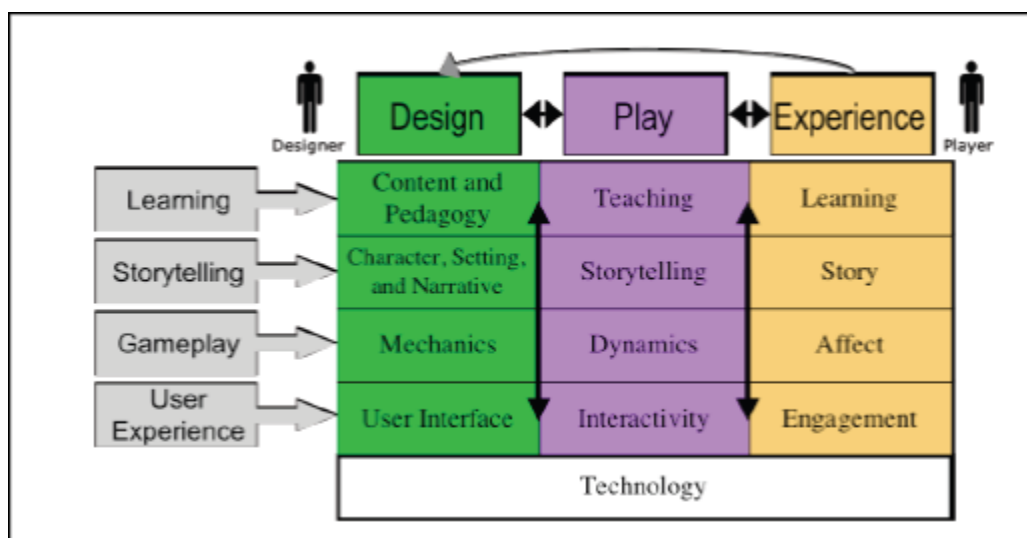 Design
Play
Experience
Designer
Player
Learning
Content and
Pedagogy
Teaching
Learning
Storytelling
Character, Setting,
and Narrative
Storytelling
Story
Gameplay
Mechanics
Dynamics
Affect
User
Experience
User Interface
Interactivity
Engagement
Technology